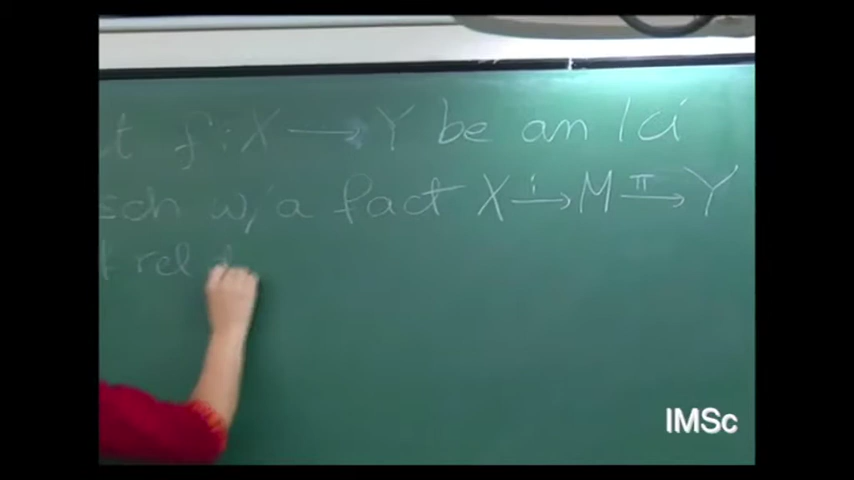 f: X → Y be an lci
sch w/ a fact X →i M →π Y
rel
IMSc